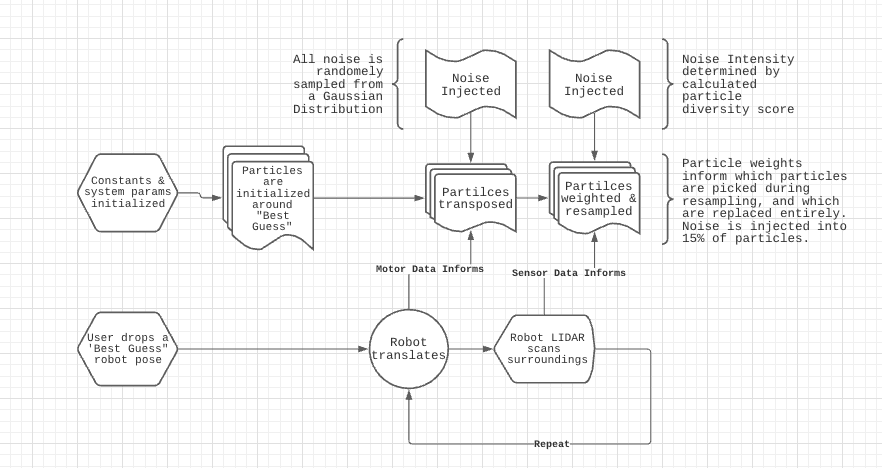 All noise is
randomly
sampled from
a Gaussian
Distribution
Noise
Injected
Noise
Injected
Noise Intensity
determined by
calculated
particle
diversity score
Constants &
system params
initialized
Particles
are
initialized
around
"Best
Guess"
Partilces
transposed
Partilces
weighted &
resampled
Particle weights
inform which particles
are picked during
resampling, and which
are replaced entirely.
Noise is injected into
15% of particles.
Motor Data Informs
Sensor Data Informs
User drops a
'Best Guess"
robot pose
Robot
translates
Robot LIDAR
scans
surroundings
Repeat